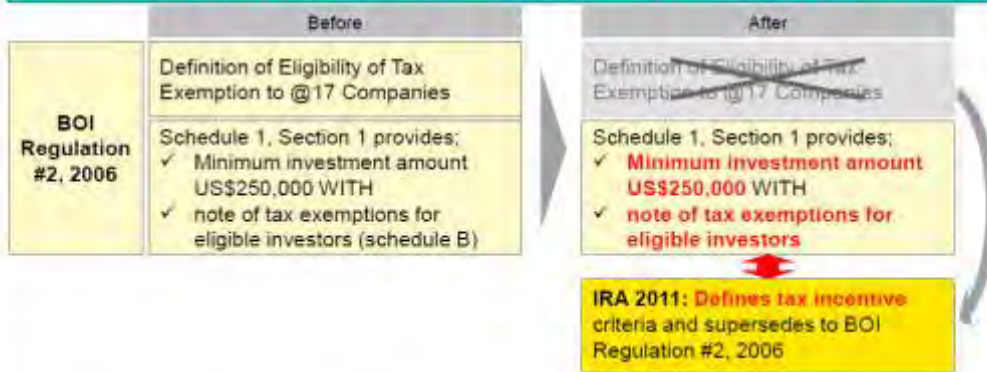 Before
After
BOI
Regulation
#2, 2006
Definition of Eligibility of Tax
Exemption to @17 Companies
Schedule 1, Section 1 provides;
✓ Minimum investment amount
US$250,000 WITH
✓ note of tax exemptions for
eligible investors (schedule B)
Definition of Eligibility of Tax
Exemption to @17 Companies
Schedule 1, Section 1 provides;
✓ Minimum investment amount
US$250,000 WITH
✓ note of tax exemptions for
eligible investors
IRA 2011: Defines tax incentive
criteria and supersedes to BOI
Regulation #2, 2006